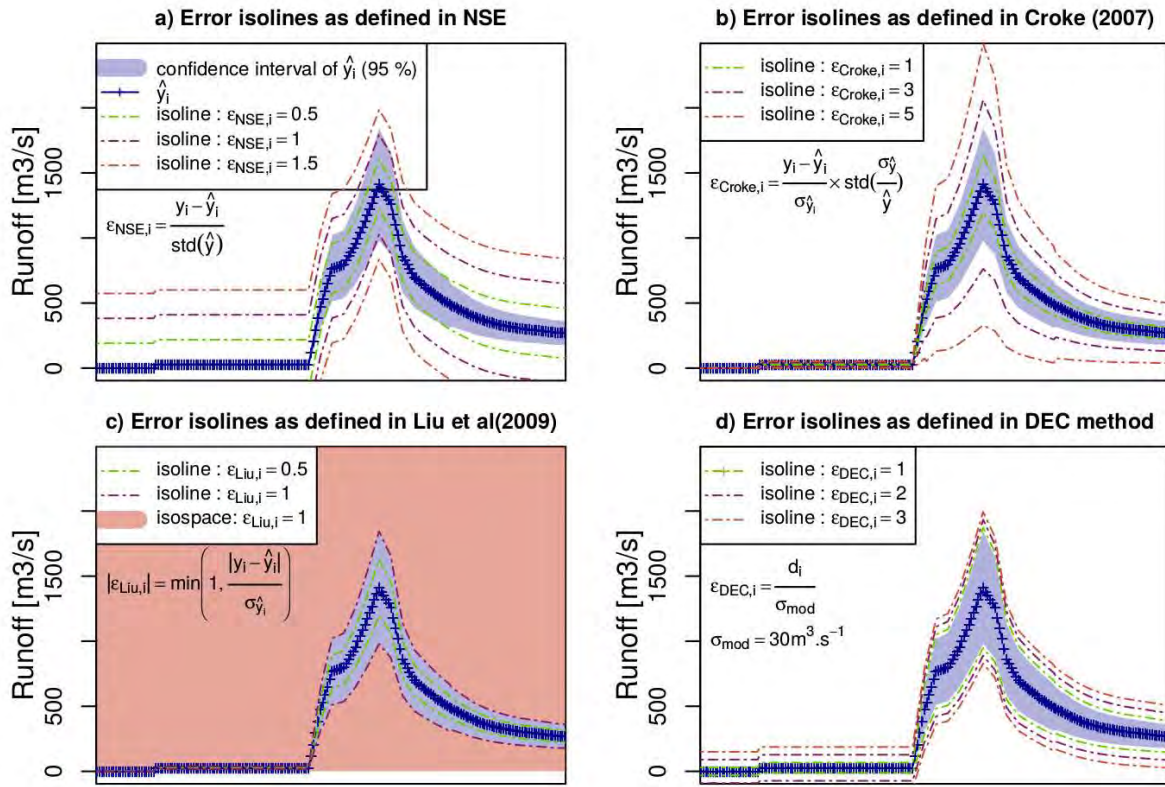 a) Error isolines as defined in NSE
confidence interval of ŷi (95 %)
ŷi
isoline : εNSE,i = 0.5
isoline : εNSE,i = 1
isoline : εNSE,i = 1.5
εNSE,i = (yi − ŷi) / std(ŷ)
Runoff [m3/s]
1500
500
0
b) Error isolines as defined in Croke (2007)
isoline : εCroke,i = 1
isoline : εCroke,i = 3
isoline : εCroke,i = 5
εCroke,i = (yi − ŷi) / σŷi × std(σŷ / ŷ)
Runoff [m3/s]
1500
500
0
c) Error isolines as defined in Liu et al(2009)
isoline : εLiu,i = 0.5
isoline : εLiu,i = 1
isospace: εLiu,i = 1
|εLiu,i| = min(1, |yi − ŷi| / σŷi)
Runoff [m3/s]
1500
500
0
d) Error isolines as defined in DEC method
isoline : εDEC,i = 1
isoline : εDEC,i = 2
isoline : εDEC,i = 3
εDEC,i = di / σmod
σmod = 30m³.s⁻¹
Runoff [m3/s]
1500
500
0